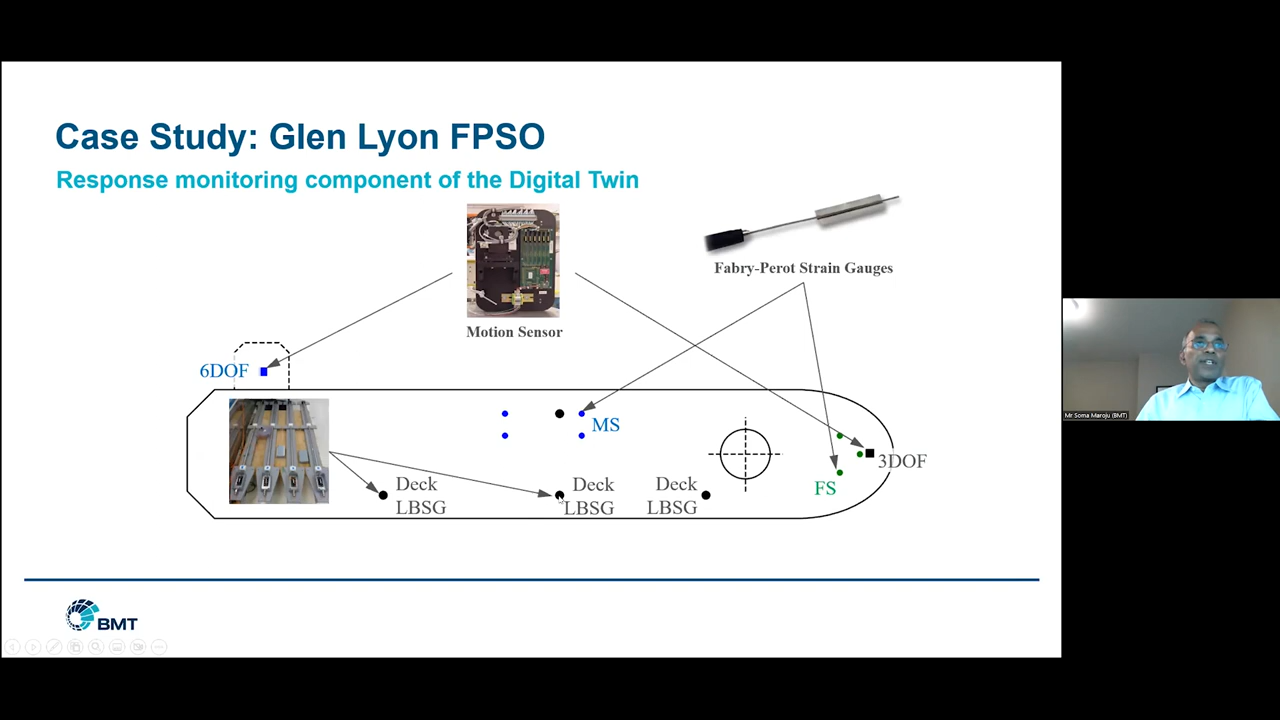 Case Study: Glen Lyon FPSO
Response monitoring component of the Digital Twin
Fabry-Perot Strain Gauges
Motion Sensor
6DOF
MS
3DOF
FS
Deck
LBSG
Deck
LBSG
Deck
LBSG
BMT
Mr Soma Maroju (BMT)